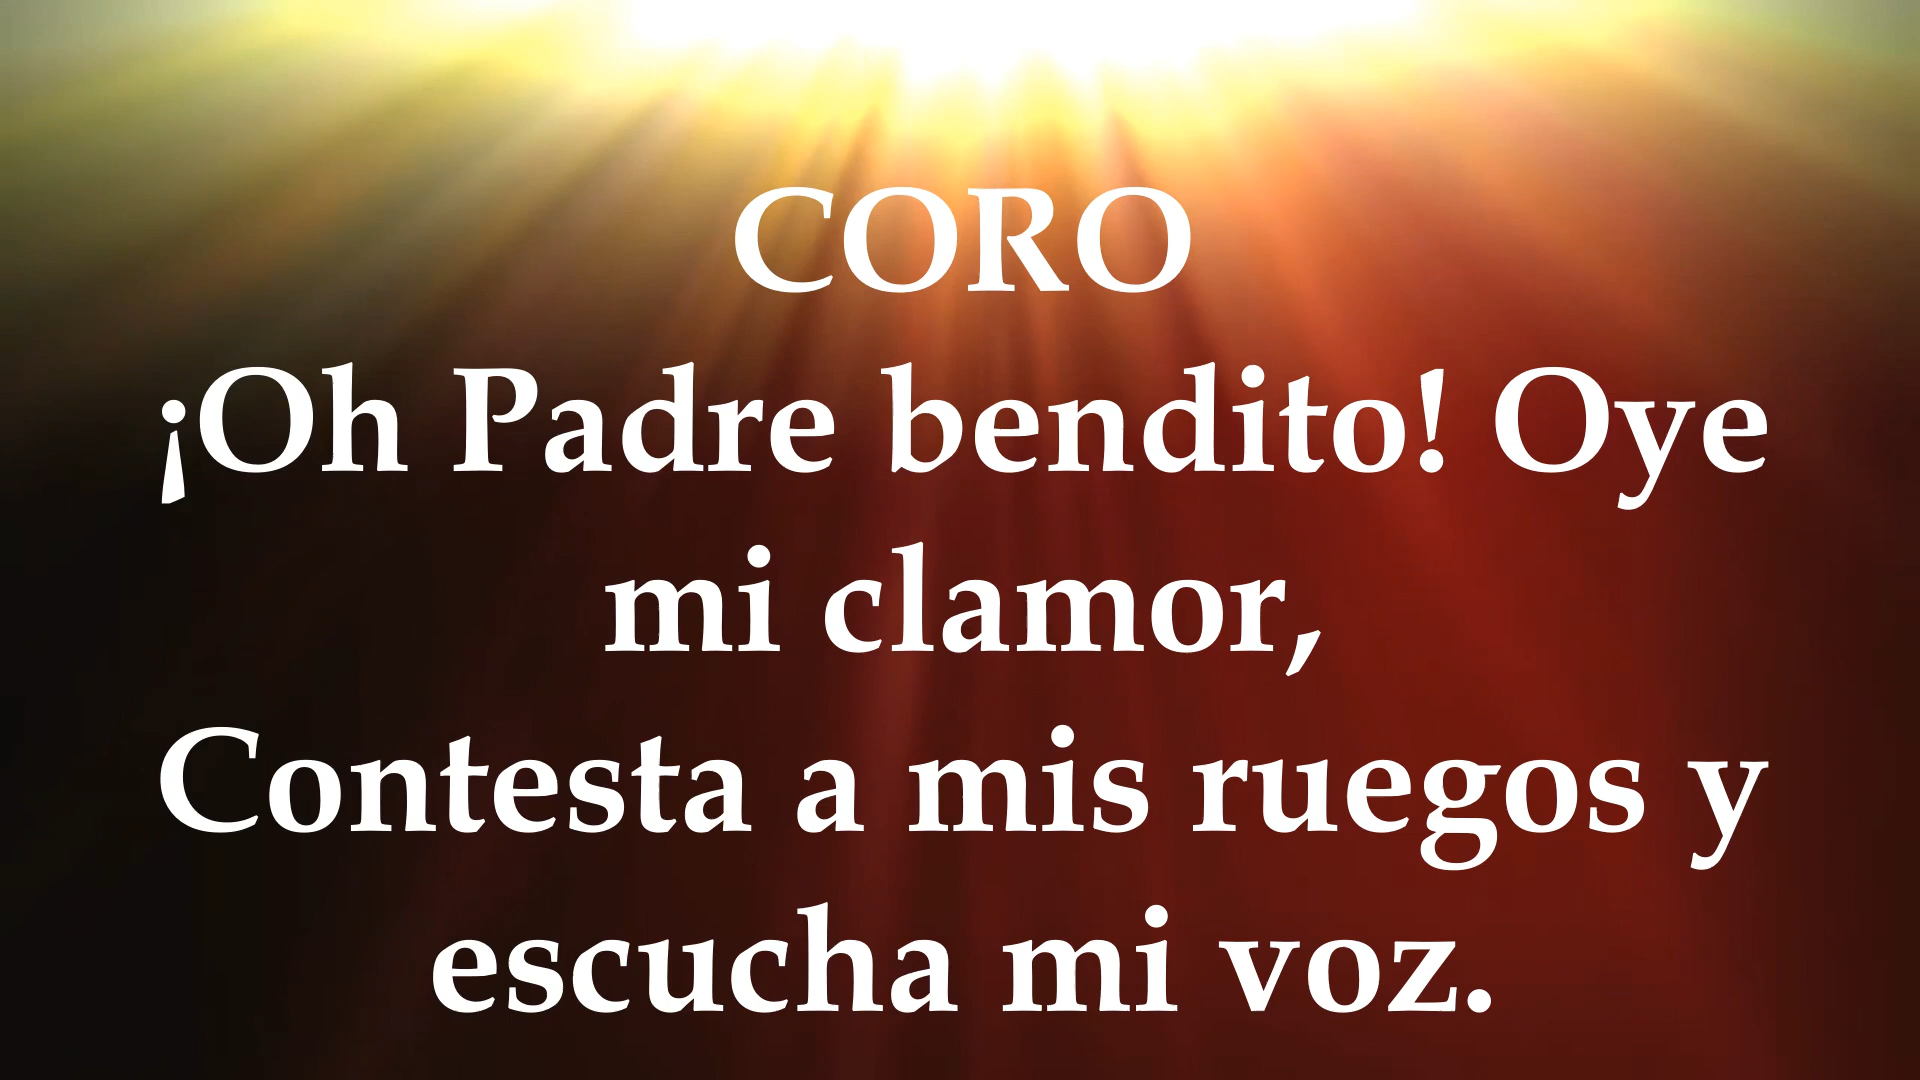 CORO
¡Oh Padre bendito! Oye
mi clamor,
Contesta a mis ruegos y
escucha mi voz.